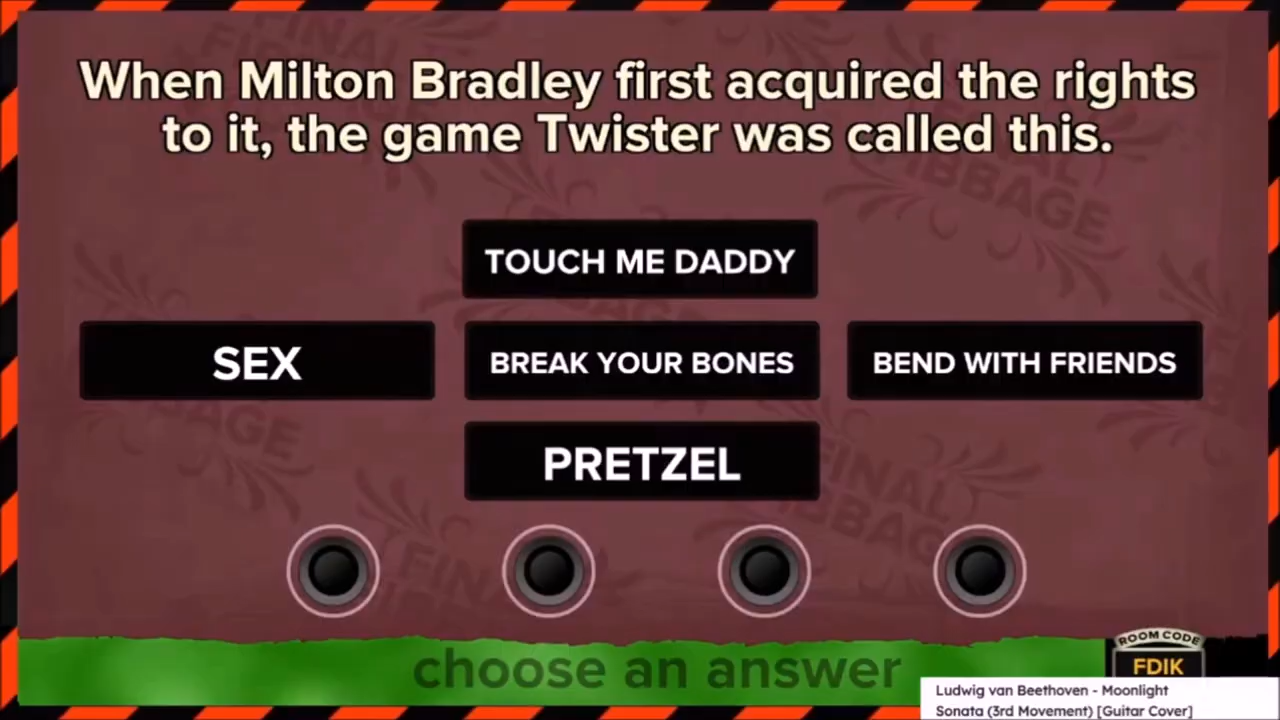 When Milton Bradley first acquired the rights
to it, the game Twister was called this.
TOUCH ME DADDY
SEX
BREAK YOUR BONES
BEND WITH FRIENDS
PRETZEL
choose an answer
ROOM CODE
FDIK
Ludwig van Beethoven - Moonlight
Sonata (3rd Movement) [Guitar Cover]